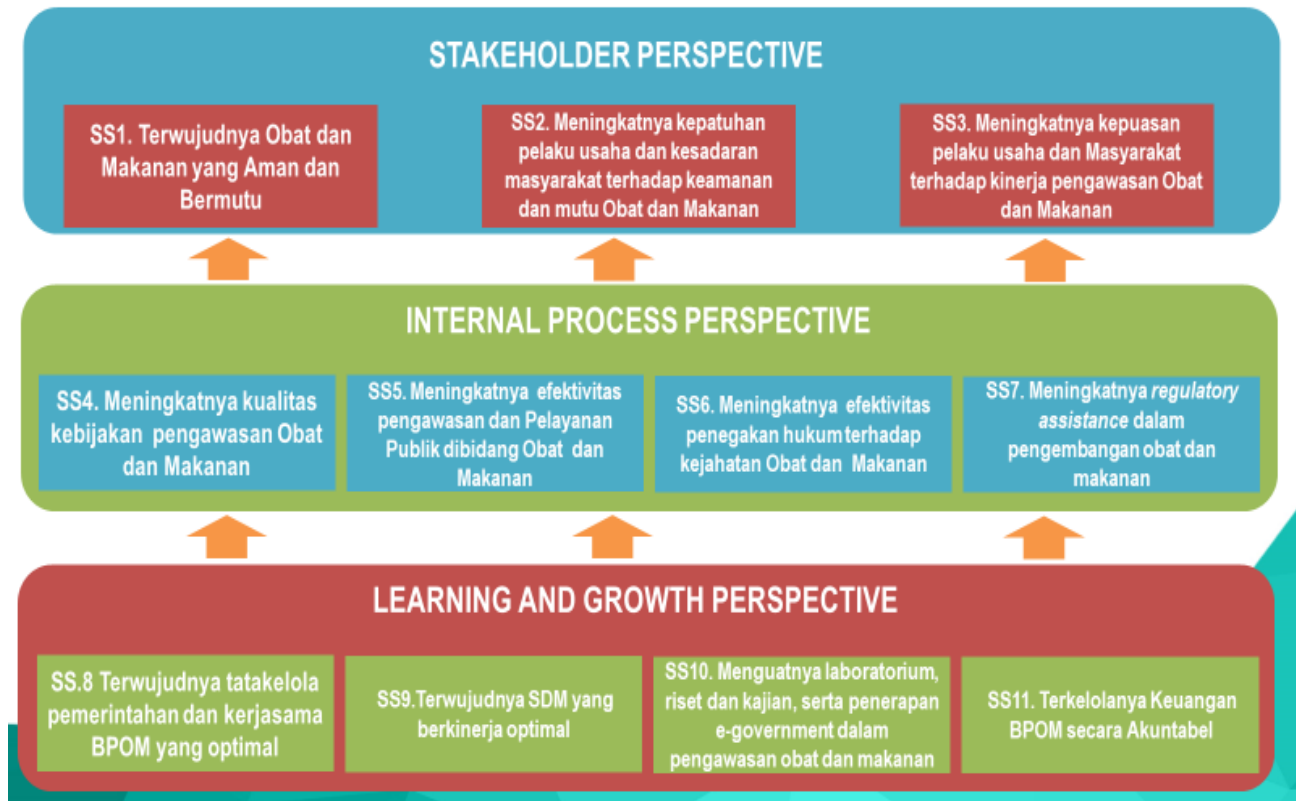 STAKEHOLDER PERSPECTIVE
SS1. Terwujudnya Obat dan
Makanan yang Aman dan
Bermutu
SS2. Meningkatnya kepatuhan
pelaku usaha dan kesadaran
masyarakat terhadap keamanan
dan mutu Obat dan Makanan
SS3. Meningkatnya kepuasan
pelaku usaha dan Masyarakat
terhadap kinerja pengawasan Obat
dan Makanan
INTERNAL PROCESS PERSPECTIVE
SS4. Meningkatnya kualitas
kebijakan pengawasan Obat
dan Makanan
SS5. Meningkatnya efektivitas
pengawasan dan Pelayanan
Publik dibidang Obat dan
Makanan
SS6. Meningkatnya efektivitas
penegakan hukum terhadap
kejahatan Obat dan Makanan
SS7. Meningkatnya regulatory
assistance dalam
pengembangan obat dan
makanan
LEARNING AND GROWTH PERSPECTIVE
SS.8 Terwujudnya tatakelola
pemerintahan dan kerjasama
BPOM yang optimal
SS9.Terwujudnya SDM yang
berkinerja optimal
SS10. Menguatnya laboratorium,
riset dan kajian, serta penerapan
e-government dalam
pengawasan obat dan makanan
SS11. Terkelolanya Keuangan
BPOM secara Akuntabel